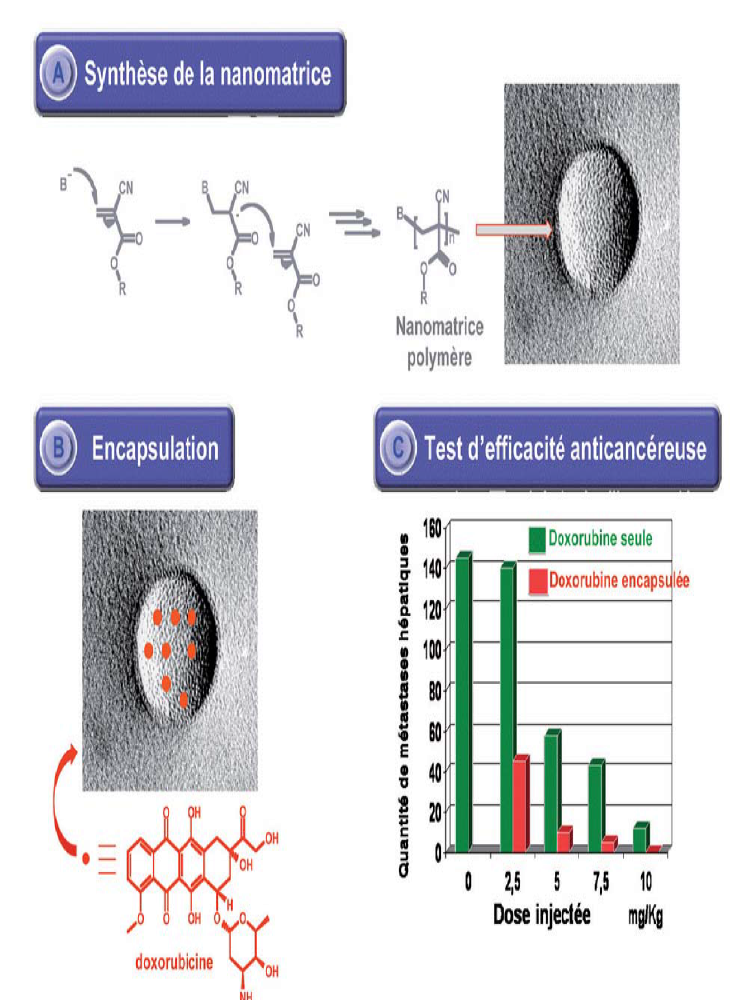 A Synthèse de la nanomatrice
B⁻
CN
O
O
R
B
CN
O
O
R
CN
O
O
R
B
CN
n
O
O
R
Nanomatrice
polymère
B Encapsulation
C Test d'efficacité anticancéreuse
O
OH
O
OH
OH
O
O
OH
O
H
O
OH
NH
doxorubicine
Quantité de métastases hépatiques
160
140
120
100
80
60
40
20
0
Doxorubine seule
Doxorubine encapsulée
0 2,5 5 7,5 10
Dose injectée mg/Kg